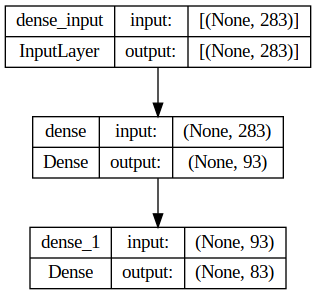 dense_input input: [(None, 283)]
InputLayer output: [(None, 283)]
dense input: (None, 283)
Dense output: (None, 93)
dense_1 input: (None, 93)
Dense output: (None, 83)